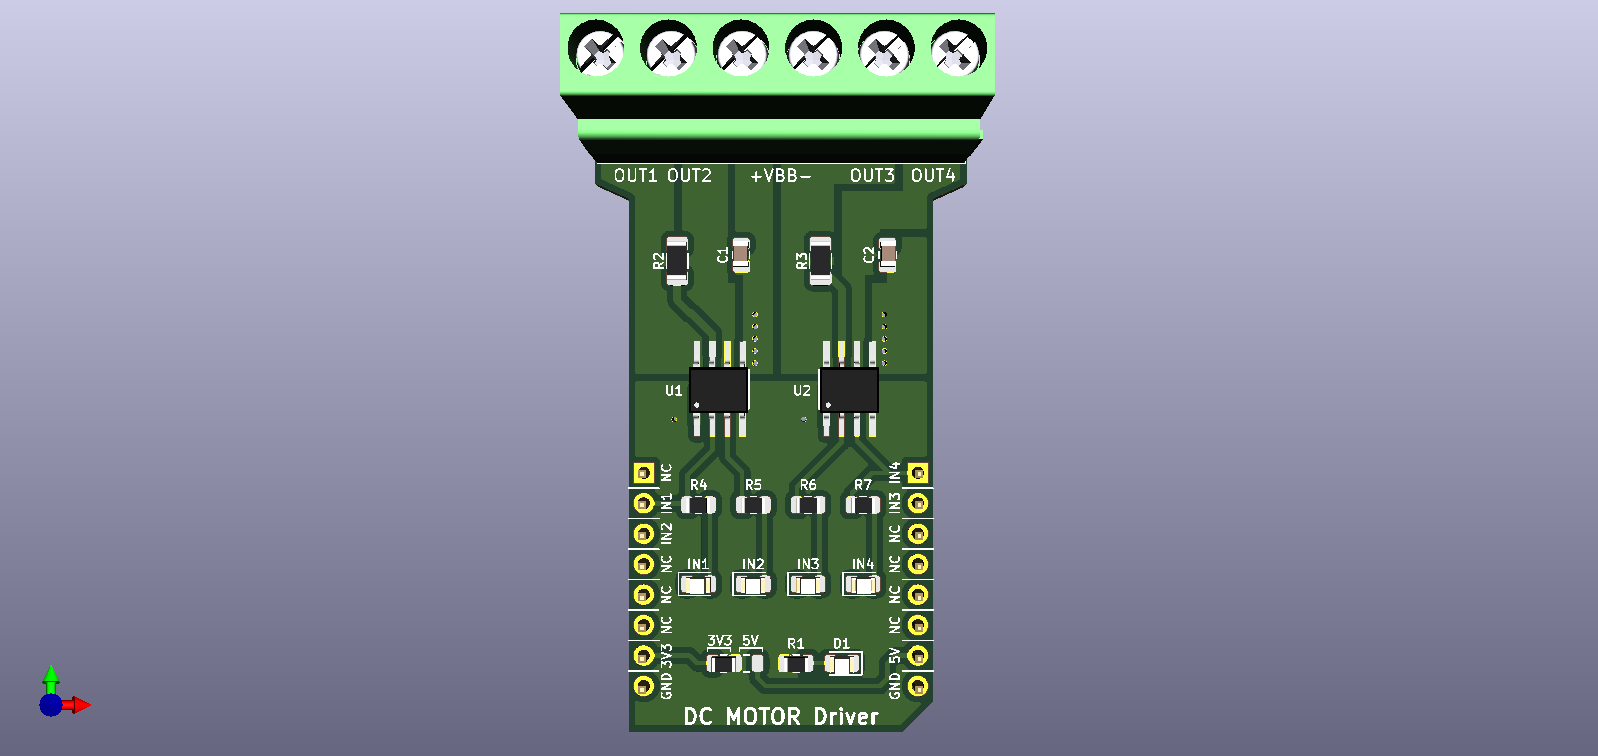 OUT1 OUT2 +VBB- OUT3 OUT4
R2 C1 R3 C2
U1 U2
NC IN4
R4 R5 R6 R7
IN1 IN3
IN2 NC
NC IN1 IN2 IN3 IN4 NC
NC NC
NC NC
3V3 3V3 5V R1 D1 5V
GND GND
DC MOTOR Driver